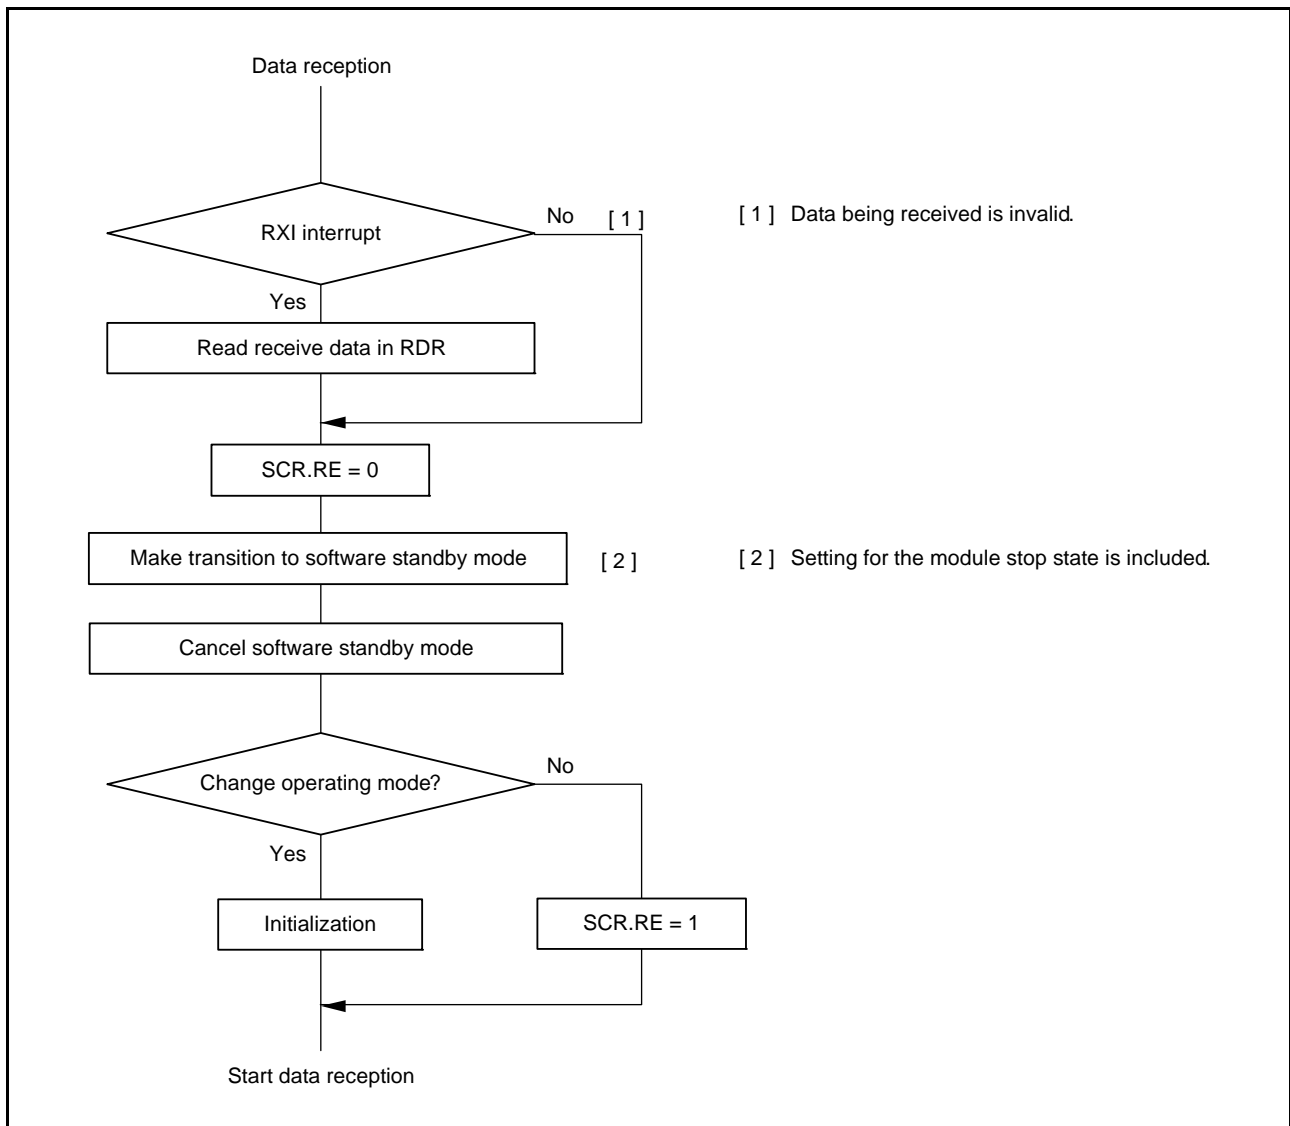 Data reception
No [ 1 ] [ 1 ] Data being received is invalid.
RXI interrupt
Yes
Read receive data in RDR
SCR.RE = 0
Make transition to software standby mode [ 2 ] [ 2 ] Setting for the module stop state is included.
Cancel software standby mode
No
Change operating mode?
Yes
Initialization SCR.RE = 1
Start data reception